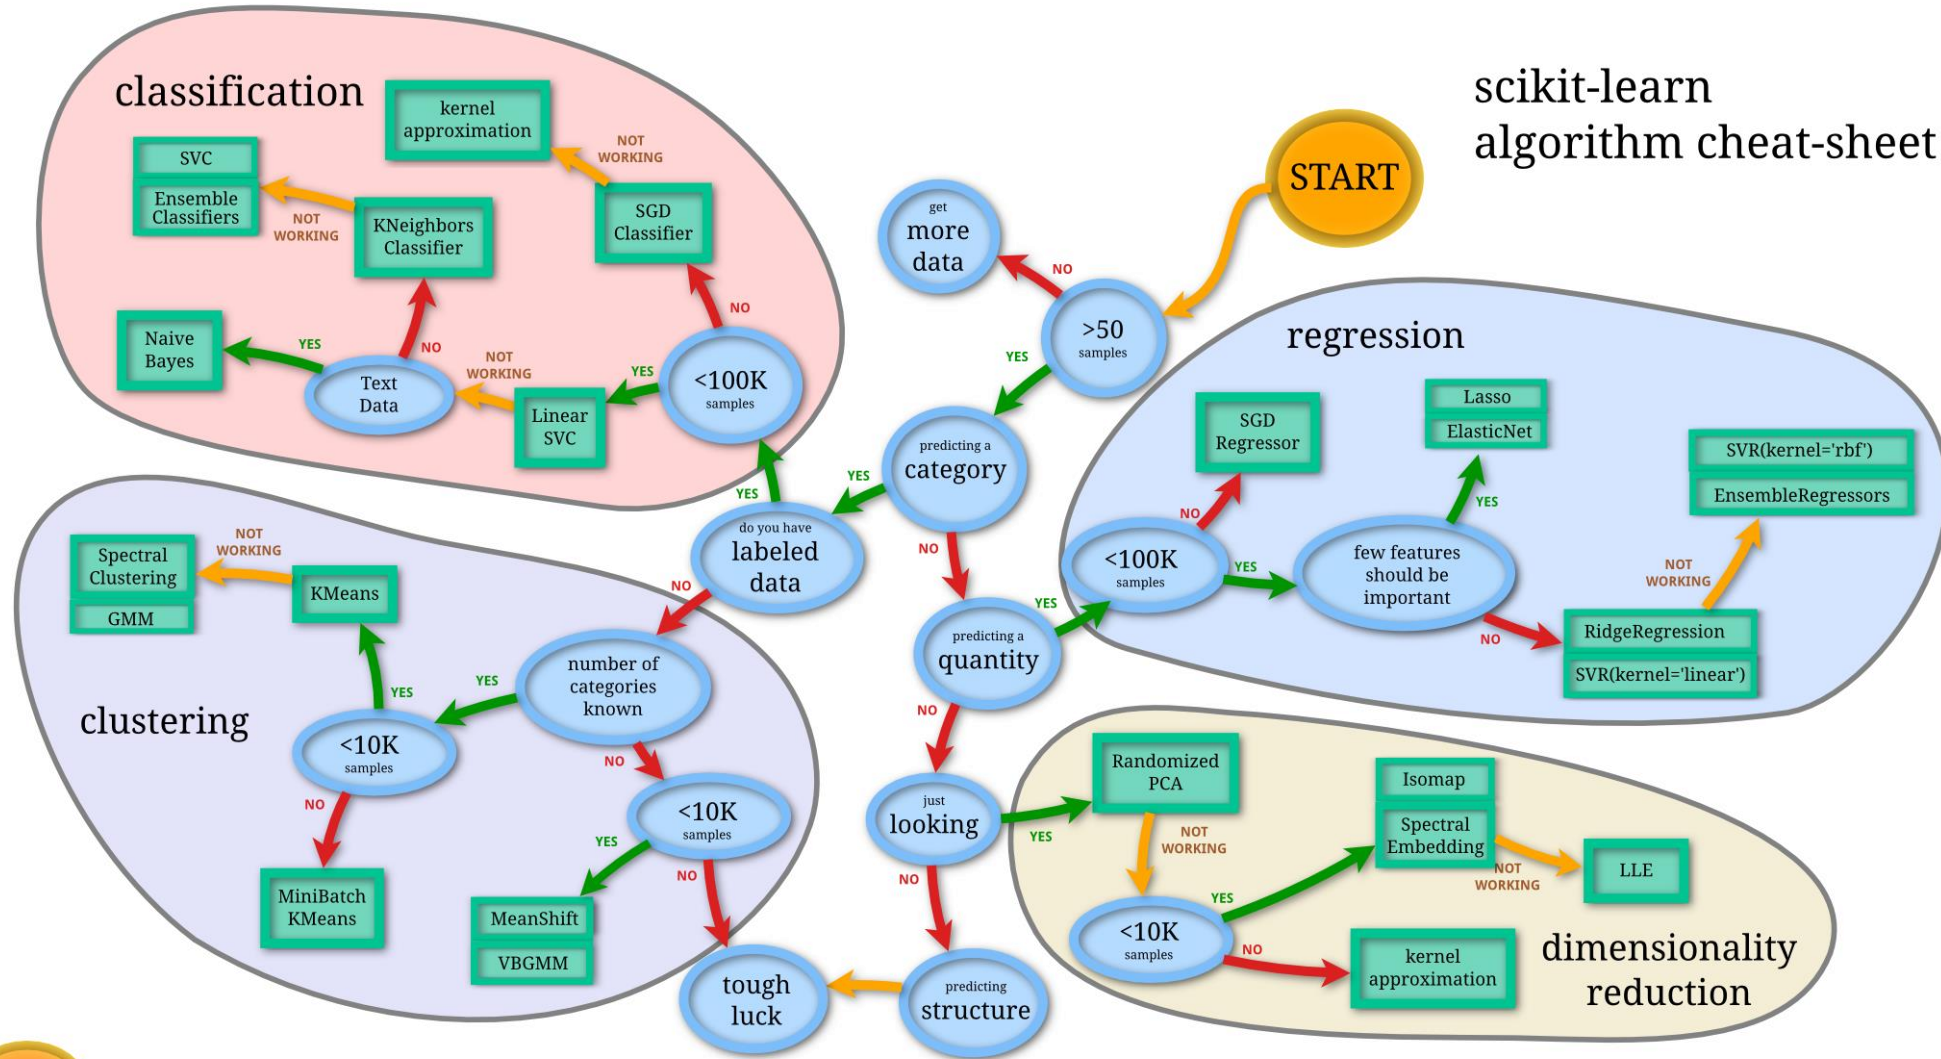 scikit-learn
algorithm cheat-sheet
START
get
more
data
NO
>50
samples
YES
predicting a
category
YES
NO
do you have
labeled
data
YES
NO
predicting a
quantity
YES
NO
just
looking
YES
NO
predicting
structure
tough
luck
classification
kernel
approximation
NOT
WORKING
SVC
Ensemble
Classifiers
NOT
WORKING
KNeighbors
Classifier
SGD
Classifier
NO
Naive
Bayes
YES
NO
Text
Data
NOT
WORKING
Linear
SVC
YES
<100K
samples
regression
SGD
Regressor
NO
<100K
samples
YES
few features
should be
important
YES
Lasso
ElasticNet
NO
RidgeRegression
SVR(kernel='linear')
NOT
WORKING
SVR(kernel='rbf')
EnsembleRegressors
clustering
Spectral
Clustering
GMM
NOT
WORKING
KMeans
YES
<10K
samples
NO
MiniBatch
KMeans
YES
number of
categories
known
NO
<10K
samples
YES
NO
MeanShift
VBGMM
dimensionality
reduction
Randomized
PCA
NOT
WORKING
<10K
samples
YES
NO
Isomap
Spectral
Embedding
NOT
WORKING
LLE
kernel
approximation